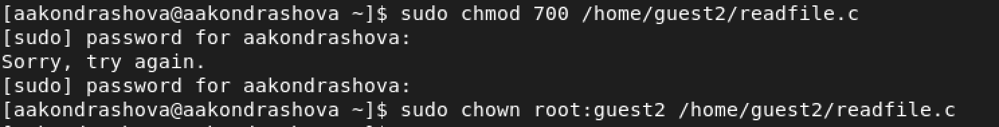 [aakondrashova@aakondrashova ~]$ sudo chmod 700 /home/guest2/readfile.c
[sudo] password for aakondrashova:
Sorry, try again.
[sudo] password for aakondrashova:
[aakondrashova@aakondrashova ~]$ sudo chown root:guest2 /home/guest2/readfile.c